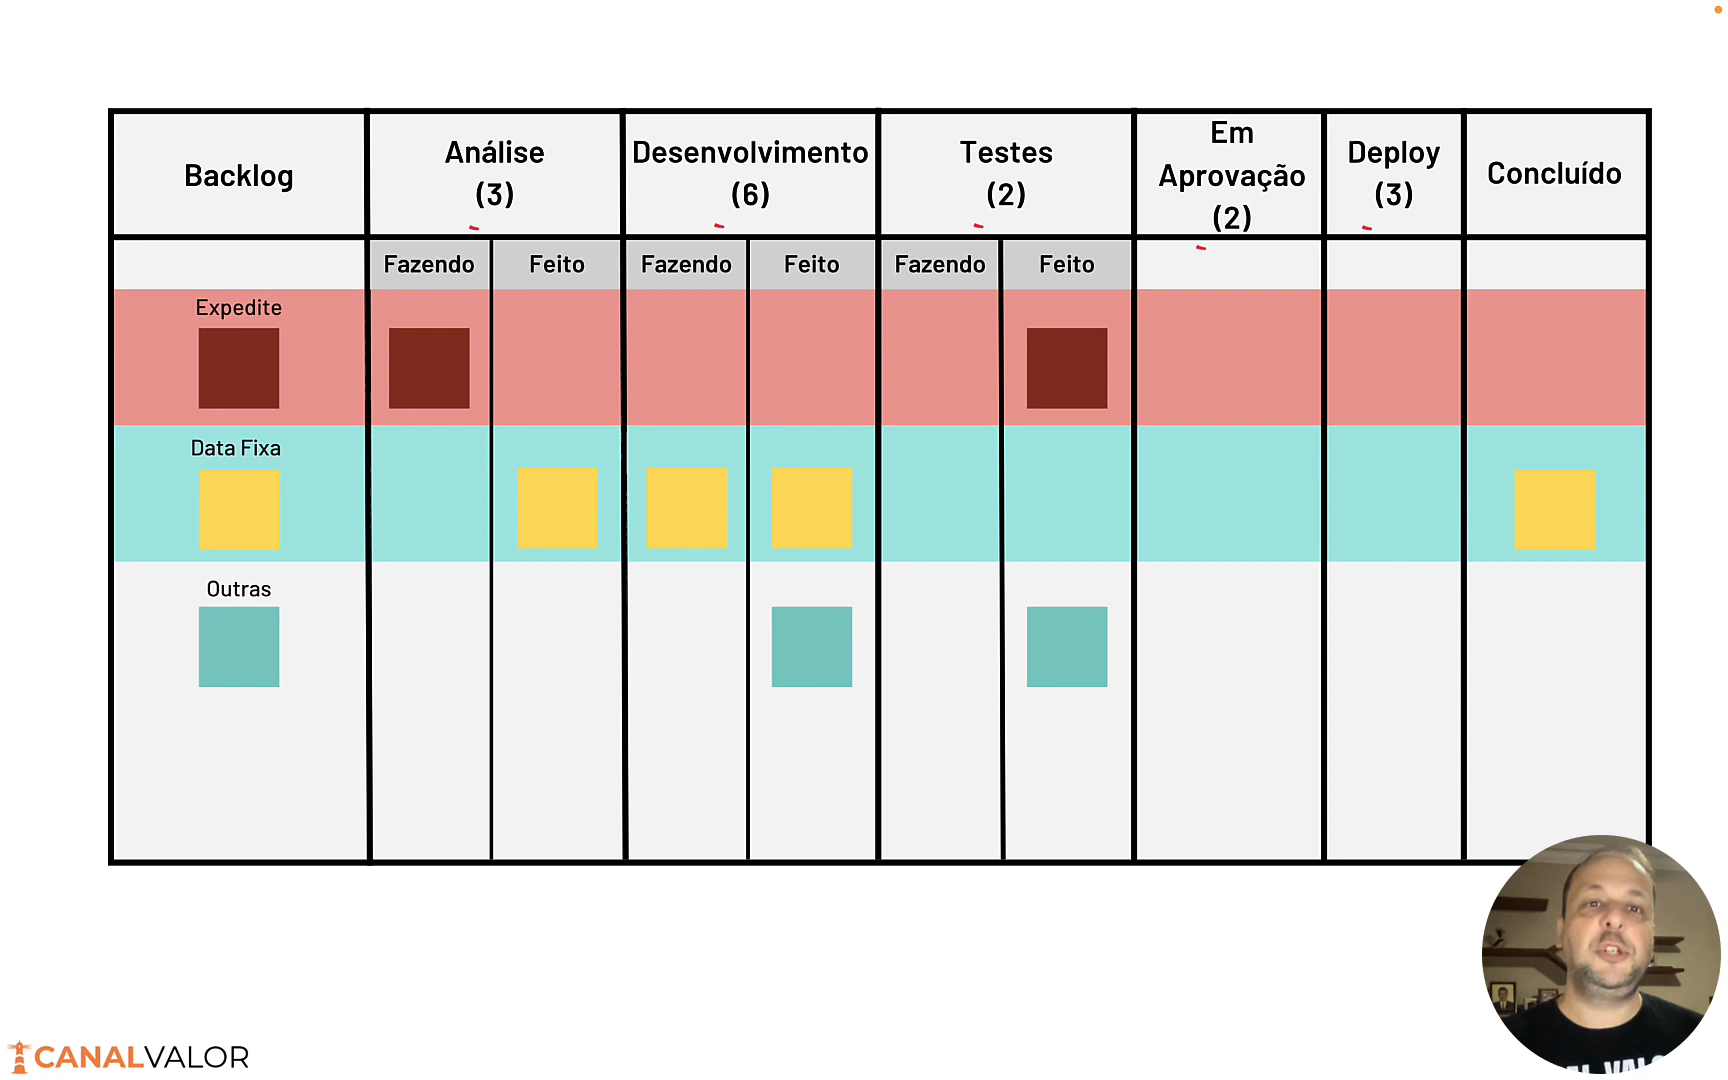 Backlog
Análise
(3)
Desenvolvimento
(6)
Testes
(2)
Em
Aprovação
(2)
Deploy
(3)
Concluído
Fazendo
Feito
Fazendo
Feito
Fazendo
Feito
Expedite
Data Fixa
Outras
CANALVALOR